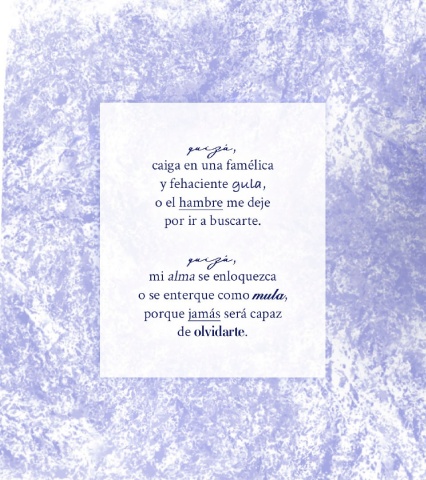 quizá,
caiga en una famélica
y fehaciente gula,
o el hambre me deje
por ir a buscarte.
quizá,
mi alma se enloquezca
o se enterque como mula,
porque jamás será capaz
de olvidarte.